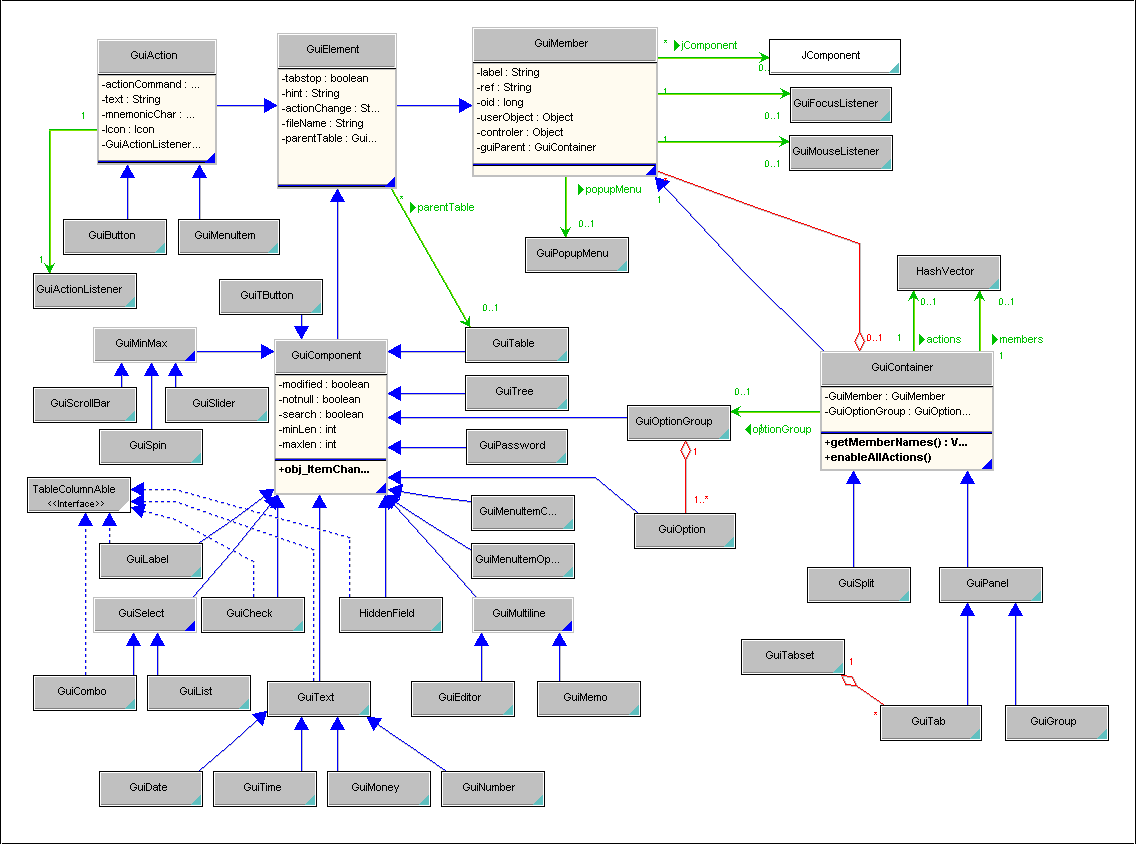 GuiAction
-actionCommand : ...
-text : String
-mnemonicChar : ...
-Icon : Icon
-GuiActionListener...
GuiElement
-tabstop : boolean
-hint : String
-actionChange : St...
-fileName : String
-parentTable : Gui...
GuiMember
-label : String
-ref : String
-oid : long
-userObject : Object
-controler : Object
-guiParent : GuiContainer
* jComponent
0..
JComponent
1
0..1
GuiFocusListener
1
0..1
GuiMouseListener
1
1
GuiActionListener
GuiButton
GuiMenuItem
* parentTable
0..1
popupMenu
0..1
GuiPopupMenu
*
1
0..1
HashVector
0..1
0..1
1 actions
members
1
GuiTButton
GuiMinMax
GuiScrollBar
GuiSlider
GuiSpin
GuiComponent
-modified : boolean
-notnull : boolean
-search : boolean
-minLen : int
-maxlen : int
+obj_ItemChan...
GuiTable
GuiTree
GuiPassword
GuiOptionGroup
0..1
optionGroup
1
1..*
GuiOption
GuiContainer
-GuiMember : GuiMember
-GuiOptionGroup : GuiOption...
+getMemberNames() : V...
+enableAllActions()
TableColumnAble
<<Interface>>
GuiMenuItemC...
GuiMenuItemOp...
GuiLabel
GuiSelect
GuiCheck
HiddenField
GuiMultiline
GuiSplit
GuiPanel
GuiCombo
GuiList
GuiText
GuiEditor
GuiMemo
GuiTabset
1
*
GuiTab
GuiGroup
GuiDate
GuiTime
GuiMoney
GuiNumber